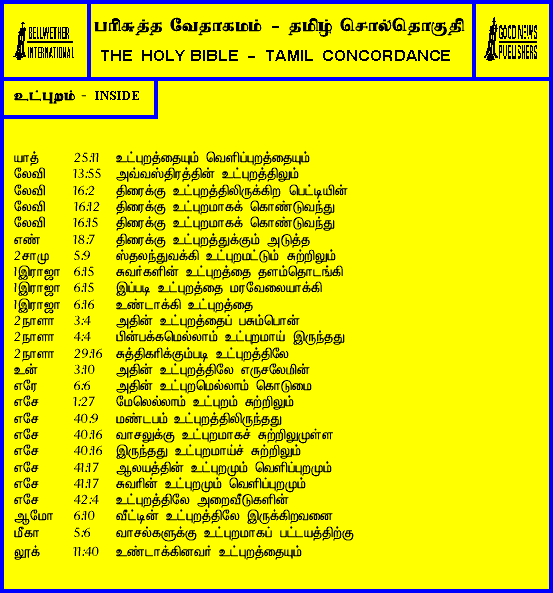 BELLWETHER INTERNATIONAL
பரிசுத்த வேதாகமம் - தமிழ் சொல்தொகுதி
THE HOLY BIBLE - TAMIL CONCORDANCE
GOOD NEWS PUBLISHERS
உட்புறம் - INSIDE
யாத் 25:11 உட்புறத்தையும் வெளிப்புறத்தையும்
லேவி 13:55 அவ்வஸ்திரத்தின் உட்புறத்திலும்
லேவி 16:2 திரைக்கு உட்புறத்திலிருக்கிற பெட்டியின்
லேவி 16:12 திரைக்கு உட்புறமாகக் கொண்டுவந்து
லேவி 16:15 திரைக்கு உட்புறமாகக் கொண்டுவந்து
எண் 18:7 திரைக்கு உட்புறத்துக்கும் அடுத்த
2சாமு 5:9 ஸ்தலந்துவக்கி உட்புறமட்டும் சுற்றிலும்
1இராஜா 6:15 சுவர்களின் உட்புறத்தை தளம்தொடங்கி
1இராஜா 6:15 இப்படி உட்புறத்தை மரவேலையாக்கி
1இராஜா 6:16 உண்டாக்கி உட்புறத்தை
2நாளா 3:4 அதின் உட்புறத்தைப் பசும்பொன்
2நாளா 4:4 பின்பக்கமெல்லாம் உட்புறமாய் இருந்தது
2நாளா 29:16 சுத்திகரிக்கும்படி உட்புறத்திலே
உன் 3:10 அதின் உட்புறத்திலே எருசலேமின்
எரே 6:6 அதின் உட்புறமெல்லாம் கொடுமை
எசே 1:27 மேலெல்லாம் உட்புறம் சுற்றிலும்
எசே 40:9 மண்டபம் உட்புறத்திலிருந்தது
எசே 40:16 வாசலுக்கு உட்புறமாகச் சுற்றிலுமுள்ள
எசே 40:16 இருந்தது உட்புறமாய்ச் சுற்றிலும்
எசே 41:17 ஆலயத்தின் உட்புறமும் வெளிப்புறமும்
எசே 41:17 சுவரின் உட்புறமும் வெளிப்புறமும்
எசே 42:4 உட்புறத்திலே அறைவீடுகளின்
ஆமோ 6:10 வீட்டின் உட்புறத்திலே இருக்கிறவனை
மீகா 5:6 வாசல்களுக்கு உட்புறமாகப் பட்டயத்திற்கு
லூக் 11:40 உண்டாக்கினவர் உட்புறத்தையும்